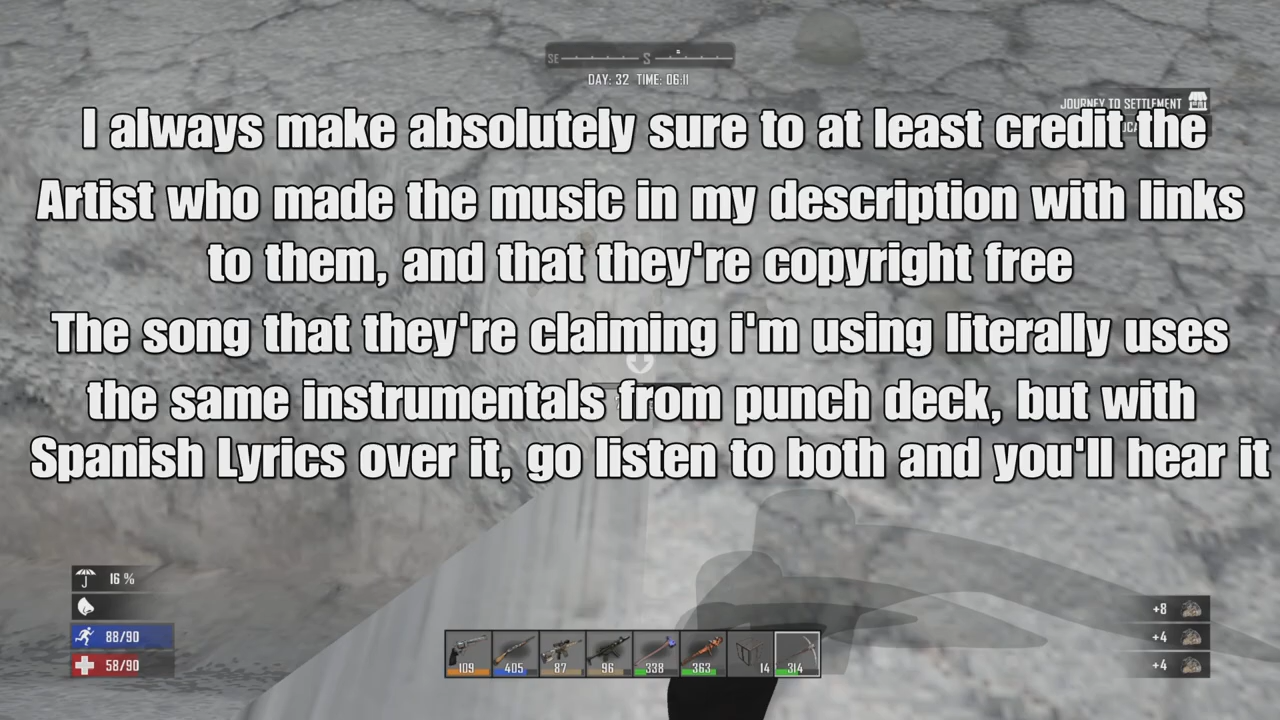 SE S
DAY: 32 TIME: 06:11
JOURNEY TO SETTLEMENT
I always make absolutely sure to at least credit the
Artist who made the music in my description with links
to them, and that they're copyright free
The song that they're claiming i'm using literally uses
the same instrumentals from punch deck, but with
Spanish Lyrics over it, go listen to both and you'll hear it
16 %
88/90
58/90
109 405 87 96 338 363 14 314
+8
+4
+4